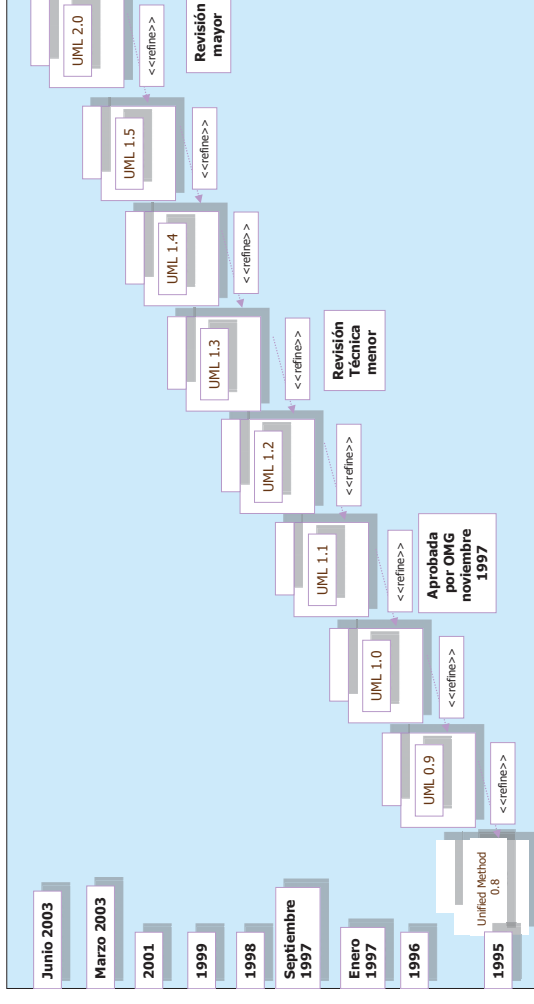 Junio 2003
Marzo 2003
2001
1999
1998
Septiembre
1997
Enero
1997
1996
1995
UML 2.0
<<refine>>
Revisión
mayor
UML 1.5
<<refine>>
UML 1.4
<<refine>>
UML 1.3
<<refine>>
Revisión
Técnica
menor
UML 1.2
<<refine>>
UML 1.1
<<refine>>
Aprobada
por OMG
noviembre
1997
UML 1.0
<<refine>>
UML 0.9
<<refine>>
Unified Method
0.8